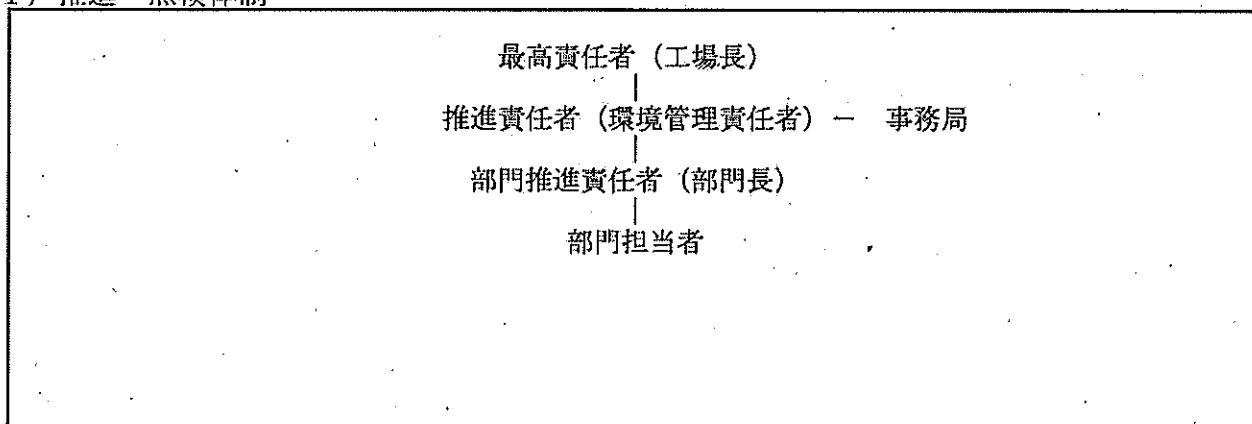 最高責任者（工場長）
推進責任者（環境管理責任者）－ 事務局
部門推進責任者（部門長）
部門担当者